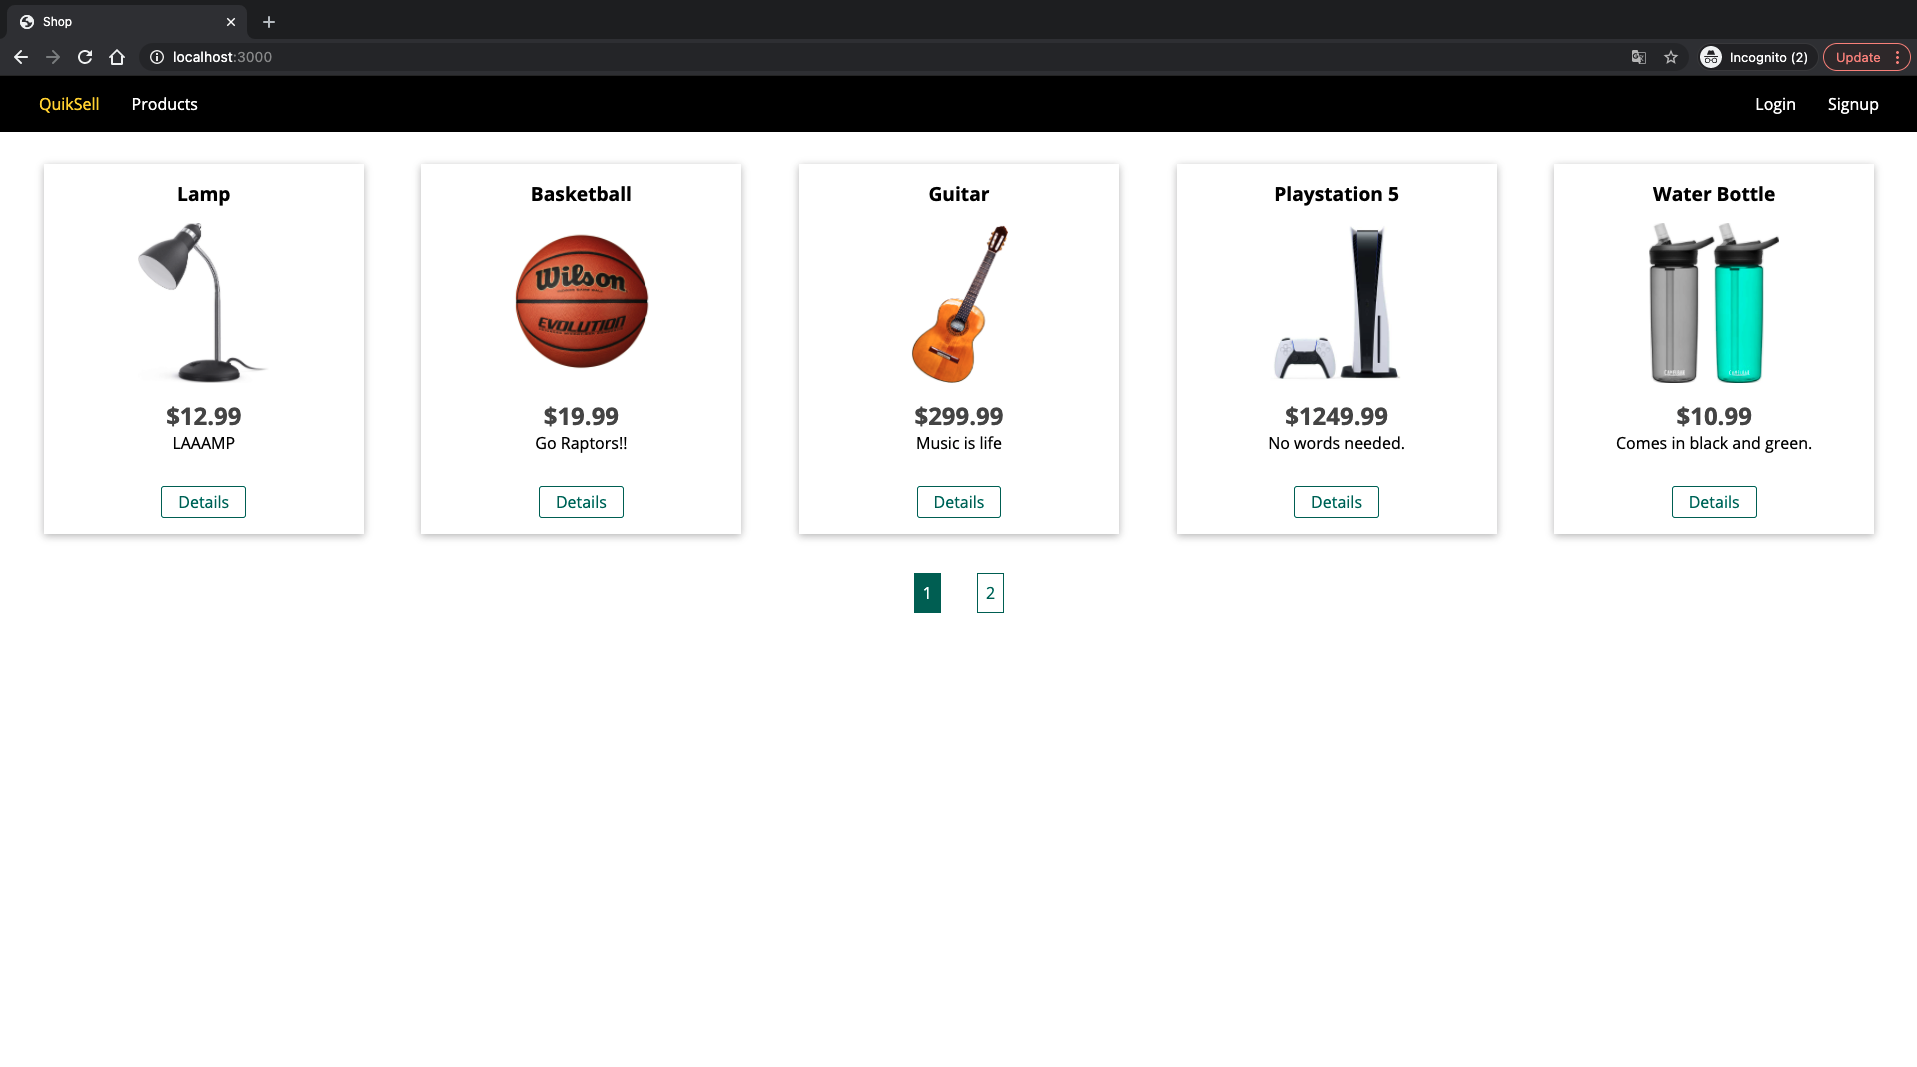 Shop
localhost:3000
Incognito (2)
Update
QuikSell
Products
Login
Signup
Lamp
$12.99
LAAAMP
Details
Basketball
Wilson
EVOLUTION
$19.99
Go Raptors!!
Details
Guitar
$299.99
Music is life
Details
Playstation 5
$1249.99
No words needed.
Details
Water Bottle
$10.99
Comes in black and green.
Details
1
2